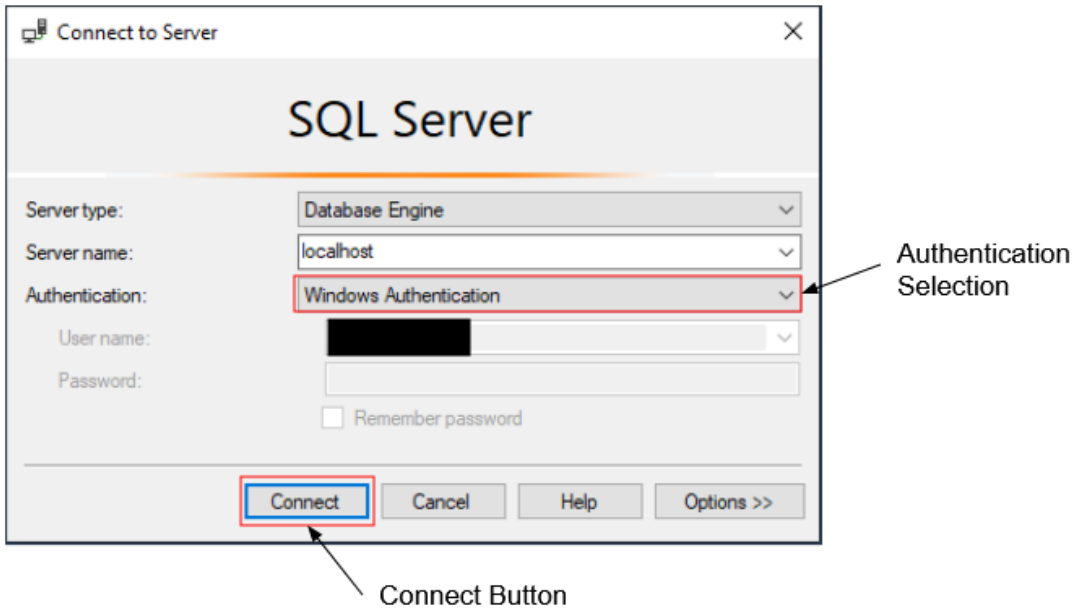 Connect to Server
SQL Server
Server type: Database Engine
Server name: localhost
Authentication: Windows Authentication
Authentication
Selection
User name:
Password:
Remember password
Connect Cancel Help Options >>
Connect Button